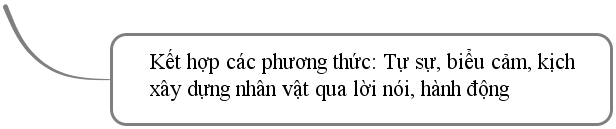 Kết hợp các phương thức: Tự sự, biểu cảm, kịch
xây dựng nhân vật qua lời nói, hành động